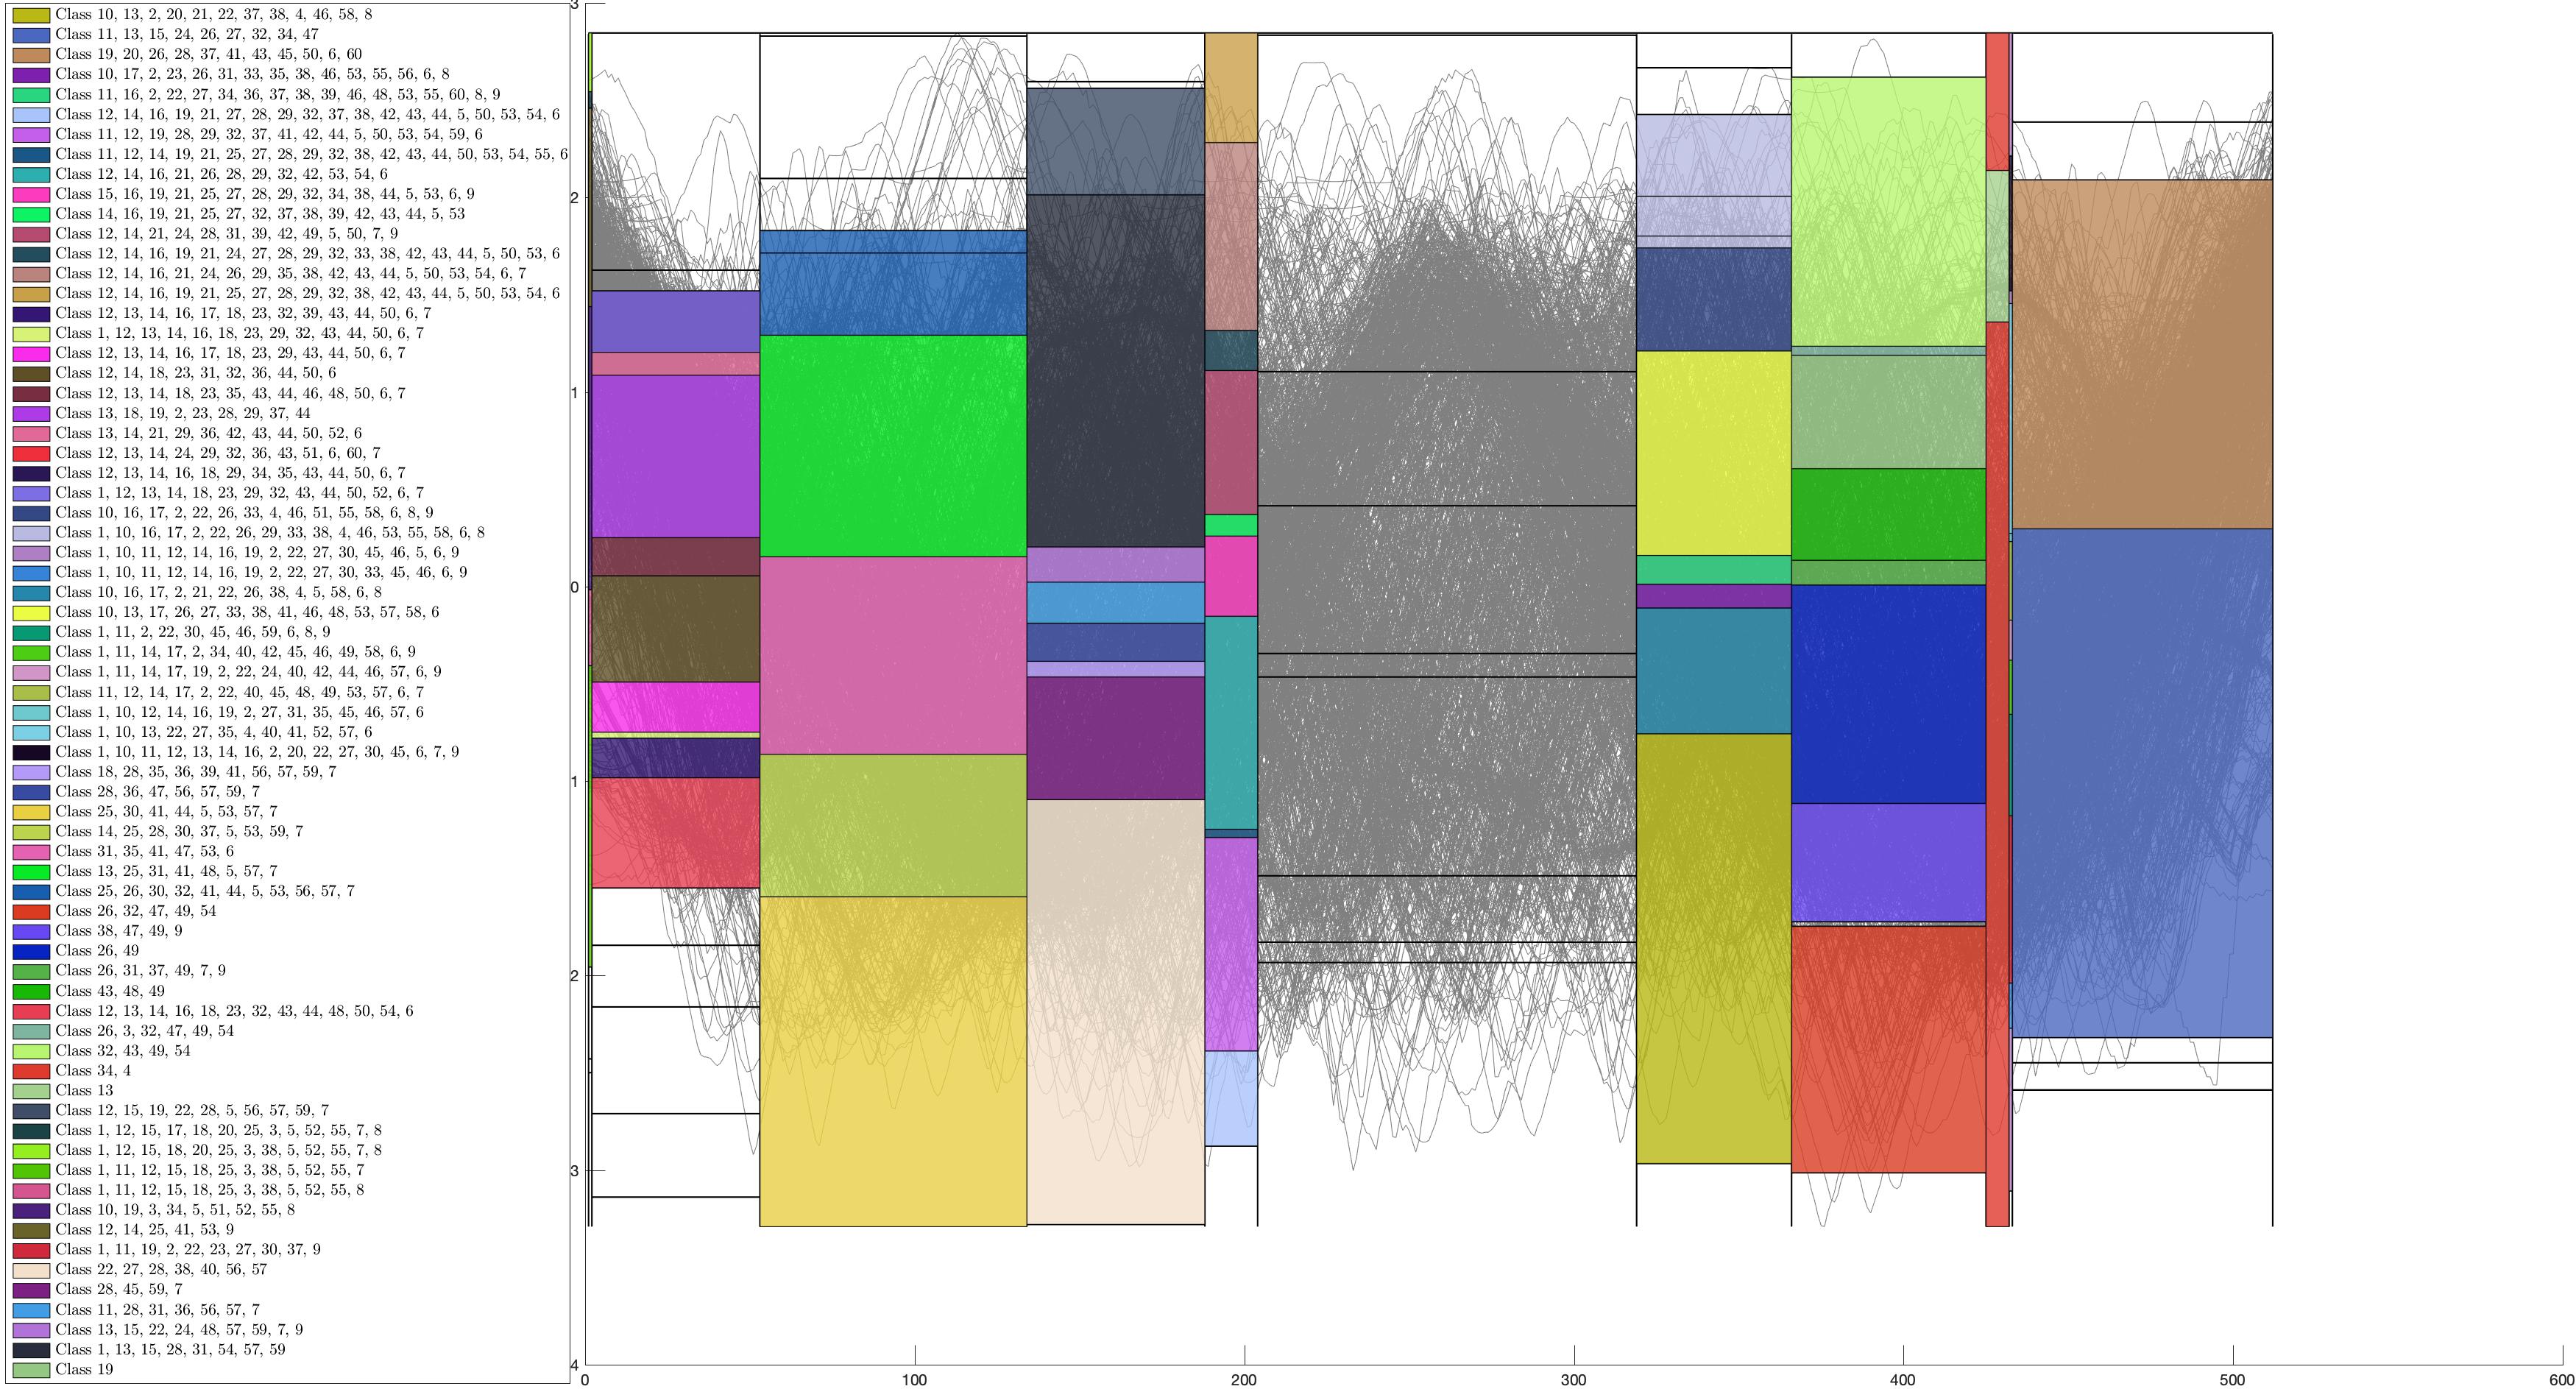 Class 10, 13, 2, 20, 21, 22, 37, 38, 4, 46, 58, 8
Class 11, 13, 15, 24, 26, 27, 32, 34, 47
Class 19, 20, 26, 28, 37, 41, 43, 45, 50, 6, 60
Class 10, 17, 2, 23, 26, 31, 33, 35, 38, 46, 53, 55, 56, 6, 8
Class 11, 16, 2, 22, 27, 34, 36, 37, 38, 39, 46, 48, 53, 55, 60, 8, 9
Class 12, 14, 16, 19, 21, 27, 28, 29, 32, 37, 38, 42, 43, 44, 5, 50, 53, 54, 6
Class 11, 12, 19, 28, 29, 32, 37, 41, 42, 44, 5, 50, 53, 54, 59, 6
Class 11, 12, 14, 19, 21, 25, 27, 28, 29, 32, 38, 42, 43, 44, 50, 53, 54, 55, 6
Class 12, 14, 16, 21, 26, 28, 29, 32, 42, 53, 54, 6
Class 15, 16, 19, 21, 25, 27, 28, 29, 32, 34, 38, 44, 5, 53, 6, 9
Class 14, 16, 19, 21, 25, 27, 32, 37, 38, 39, 42, 43, 44, 5, 53
Class 12, 14, 21, 24, 28, 31, 39, 42, 49, 5, 50, 7, 9
Class 12, 14, 16, 19, 21, 24, 27, 28, 29, 32, 33, 38, 42, 43, 44, 5, 50, 53, 6
Class 12, 14, 16, 21, 24, 26, 29, 35, 38, 42, 43, 44, 5, 50, 53, 54, 6, 7
Class 12, 14, 16, 19, 21, 25, 27, 28, 29, 32, 38, 42, 43, 44, 5, 50, 53, 54, 6
Class 12, 13, 14, 16, 17, 18, 23, 32, 39, 43, 44, 50, 6, 7
Class 1, 12, 13, 14, 16, 18, 23, 29, 32, 43, 44, 50, 6, 7
Class 12, 13, 14, 16, 17, 18, 23, 29, 43, 44, 50, 6, 7
Class 12, 14, 18, 23, 31, 32, 36, 44, 50, 6
Class 12, 13, 14, 18, 23, 35, 43, 44, 46, 48, 50, 6, 7
Class 13, 18, 19, 2, 23, 28, 29, 37, 44
Class 13, 14, 21, 29, 36, 42, 43, 44, 50, 52, 6
Class 12, 13, 14, 24, 29, 32, 36, 43, 51, 6, 60, 7
Class 12, 13, 14, 16, 18, 29, 34, 35, 43, 44, 50, 6, 7
Class 1, 12, 13, 14, 18, 23, 29, 32, 43, 44, 50, 52, 6, 7
Class 10, 16, 17, 2, 22, 26, 33, 4, 46, 51, 55, 58, 6, 8, 9
Class 1, 10, 16, 17, 2, 22, 26, 29, 33, 38, 4, 46, 53, 55, 58, 6, 8
Class 1, 10, 11, 12, 14, 16, 19, 2, 22, 27, 30, 45, 46, 5, 6, 9
Class 1, 10, 11, 12, 14, 16, 19, 2, 22, 27, 30, 33, 45, 46, 6, 9
Class 10, 16, 17, 2, 21, 22, 26, 38, 4, 5, 58, 6, 8
Class 10, 13, 17, 26, 27, 33, 38, 41, 46, 48, 53, 57, 58, 6
Class 1, 11, 2, 22, 30, 45, 46, 59, 6, 8, 9
Class 1, 11, 14, 17, 2, 34, 40, 42, 45, 46, 49, 58, 6, 9
Class 1, 11, 14, 17, 19, 2, 22, 24, 40, 42, 44, 46, 57, 6, 9
Class 11, 12, 14, 17, 2, 22, 40, 45, 48, 49, 53, 57, 6, 7
Class 1, 10, 12, 14, 16, 19, 2, 27, 31, 35, 45, 46, 57, 6
Class 1, 10, 13, 22, 27, 35, 4, 40, 41, 52, 57, 6
Class 1, 10, 11, 12, 13, 14, 16, 2, 20, 22, 27, 30, 45, 6, 7, 9
Class 18, 28, 35, 36, 39, 41, 56, 57, 59, 7
Class 28, 36, 47, 56, 57, 59, 7
Class 25, 30, 41, 44, 5, 53, 57, 7
Class 14, 25, 28, 30, 37, 5, 53, 59, 7
Class 31, 35, 41, 47, 53, 6
Class 13, 25, 31, 41, 48, 5, 57, 7
Class 25, 26, 30, 32, 41, 44, 5, 53, 56, 57, 7
Class 26, 32, 47, 49, 54
Class 38, 47, 49, 9
Class 26, 49
Class 26, 31, 37, 49, 7, 9
Class 43, 48, 49
Class 12, 13, 14, 16, 18, 23, 32, 43, 44, 48, 50, 54, 6
Class 26, 3, 32, 47, 49, 54
Class 32, 43, 49, 54
Class 34, 4
Class 13
Class 12, 15, 19, 22, 28, 5, 56, 57, 59, 7
Class 1, 12, 15, 17, 18, 20, 25, 3, 5, 52, 55, 7, 8
Class 1, 12, 15, 18, 20, 25, 3, 38, 5, 52, 55, 7, 8
Class 1, 11, 12, 15, 18, 25, 3, 38, 5, 52, 55, 7
Class 1, 11, 12, 15, 18, 25, 3, 38, 5, 52, 55, 8
Class 10, 19, 3, 34, 5, 51, 52, 55, 8
Class 12, 14, 25, 41, 53, 9
Class 1, 11, 19, 2, 22, 23, 27, 30, 37, 9
Class 22, 27, 28, 38, 40, 56, 57
Class 28, 45, 59, 7
Class 11, 28, 31, 36, 56, 57, 7
Class 13, 15, 22, 24, 48, 57, 59, 7, 9
Class 1, 13, 15, 28, 31, 54, 57, 59
Class 19
3
2
1
0
1
2
3
4
0 100 200 300 400 500 600